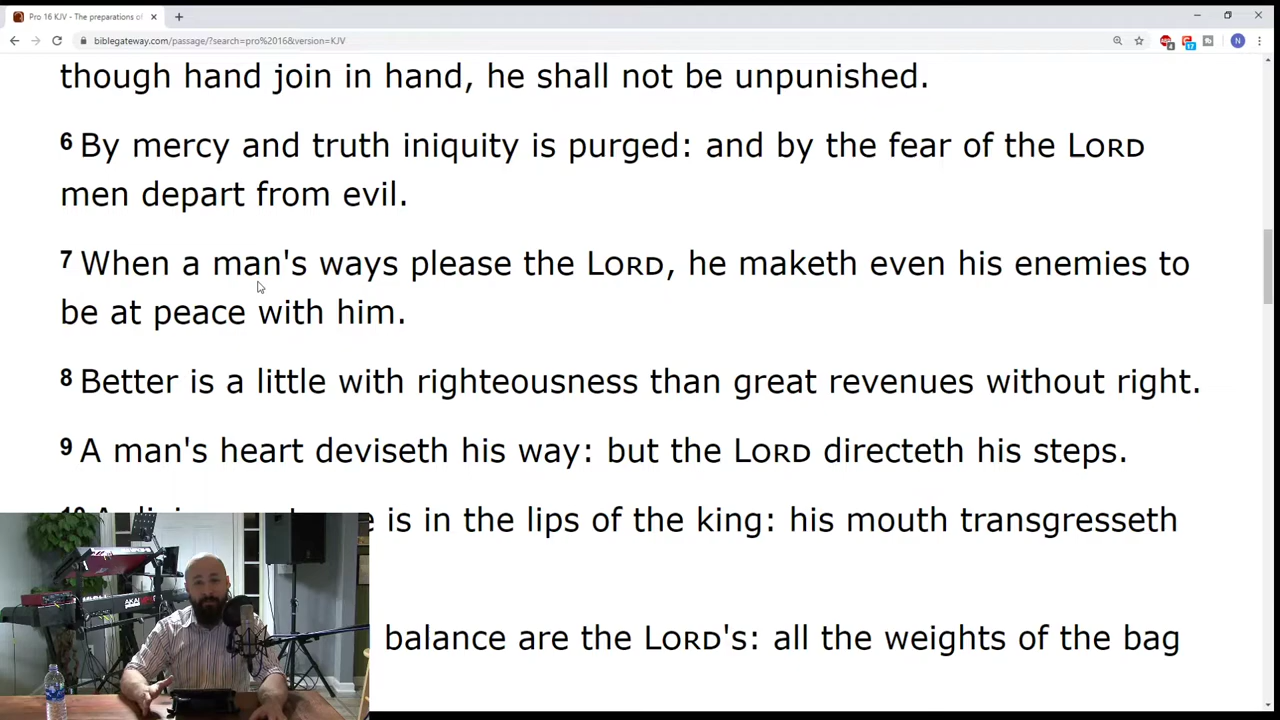 Pro 16 KJV - The preparations of
biblegateway.com/passage/?search=pro%2016&version=KJV
though hand join in hand, he shall not be unpunished.
6 By mercy and truth iniquity is purged: and by the fear of the LORD
men depart from evil.
7 When a man's ways please the LORD, he maketh even his enemies to
be at peace with him.
8 Better is a little with righteousness than great revenues without right.
9 A man's heart deviseth his way: but the LORD directeth his steps.
is in the lips of the king: his mouth transgresseth
balance are the LORD's: all the weights of the bag
AKAI